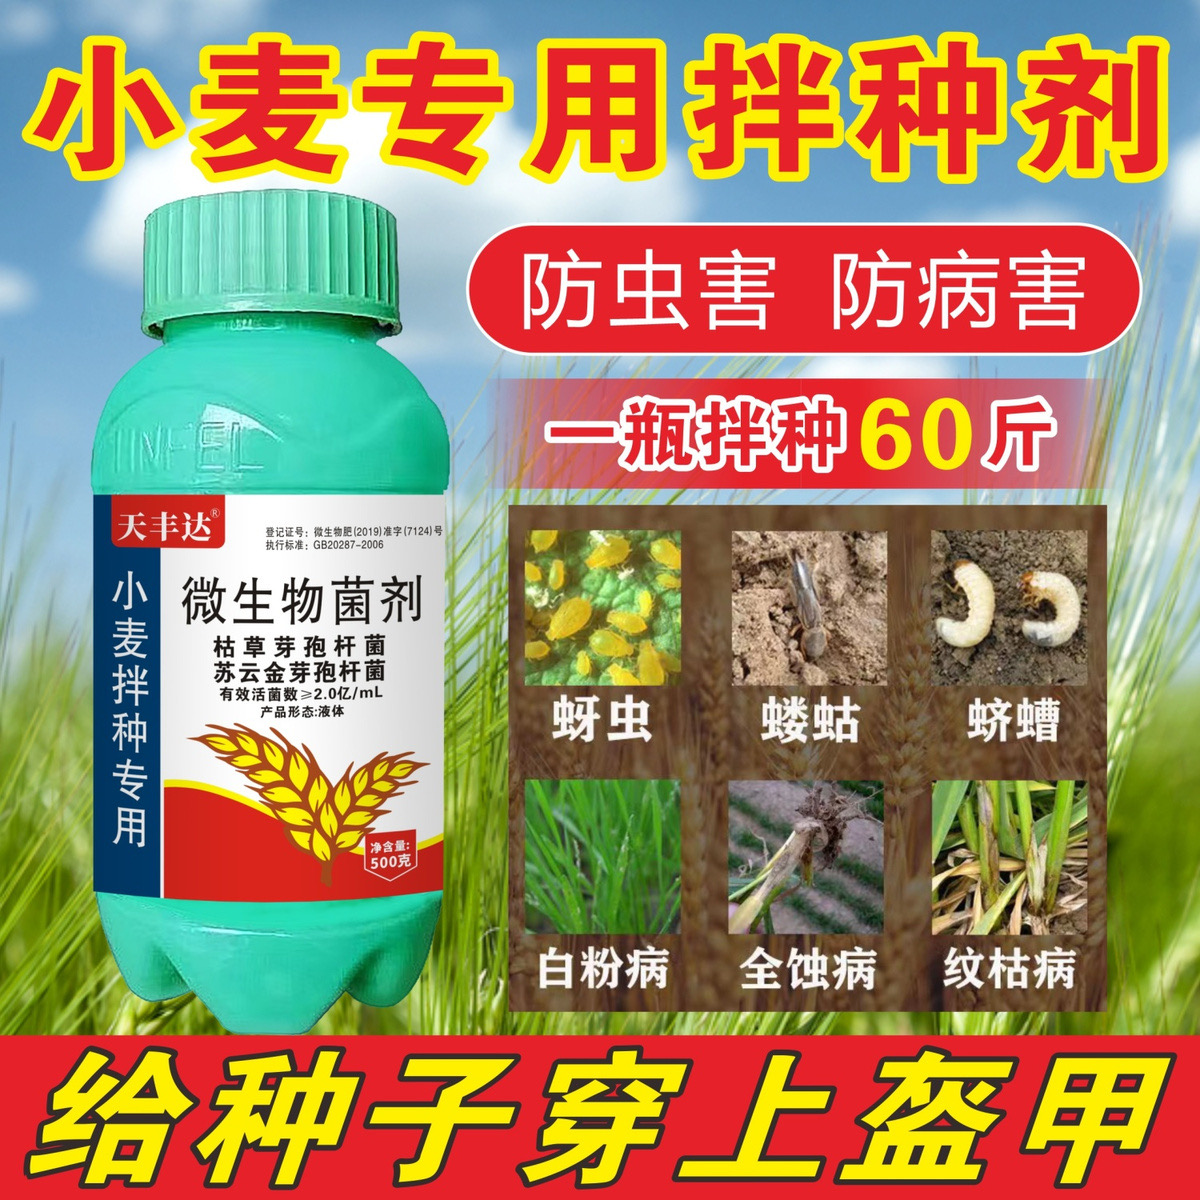 小麦专用拌种剂
防虫害 防病害
一瓶拌种60斤
JINFEL
天丰达®
登记证号：微生物肥(2019)准字(7124)号
执行标准：GB20287-2006
小麦拌种专用
微生物菌剂
枯草芽孢杆菌
苏云金芽孢杆菌
有效活菌数≥2.0亿/mL
产品形态:液体
净含量:
500克
蚜虫
蝼蛄
蛴螬
白粉病
全蚀病
纹枯病
给种子穿上盔甲